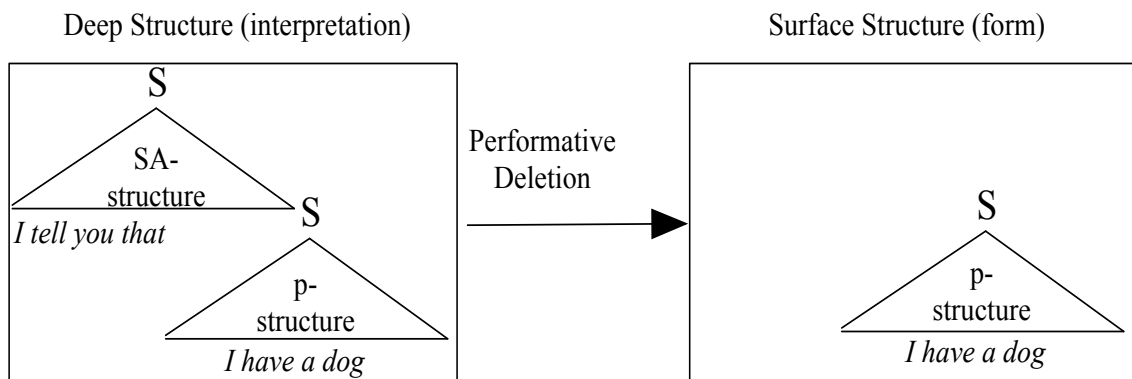 Deep Structure (interpretation)
Surface Structure (form)
S
SA-
structure
I tell you that
S
p-
structure
I have a dog
Performative
Deletion
S
p-
structure
I have a dog